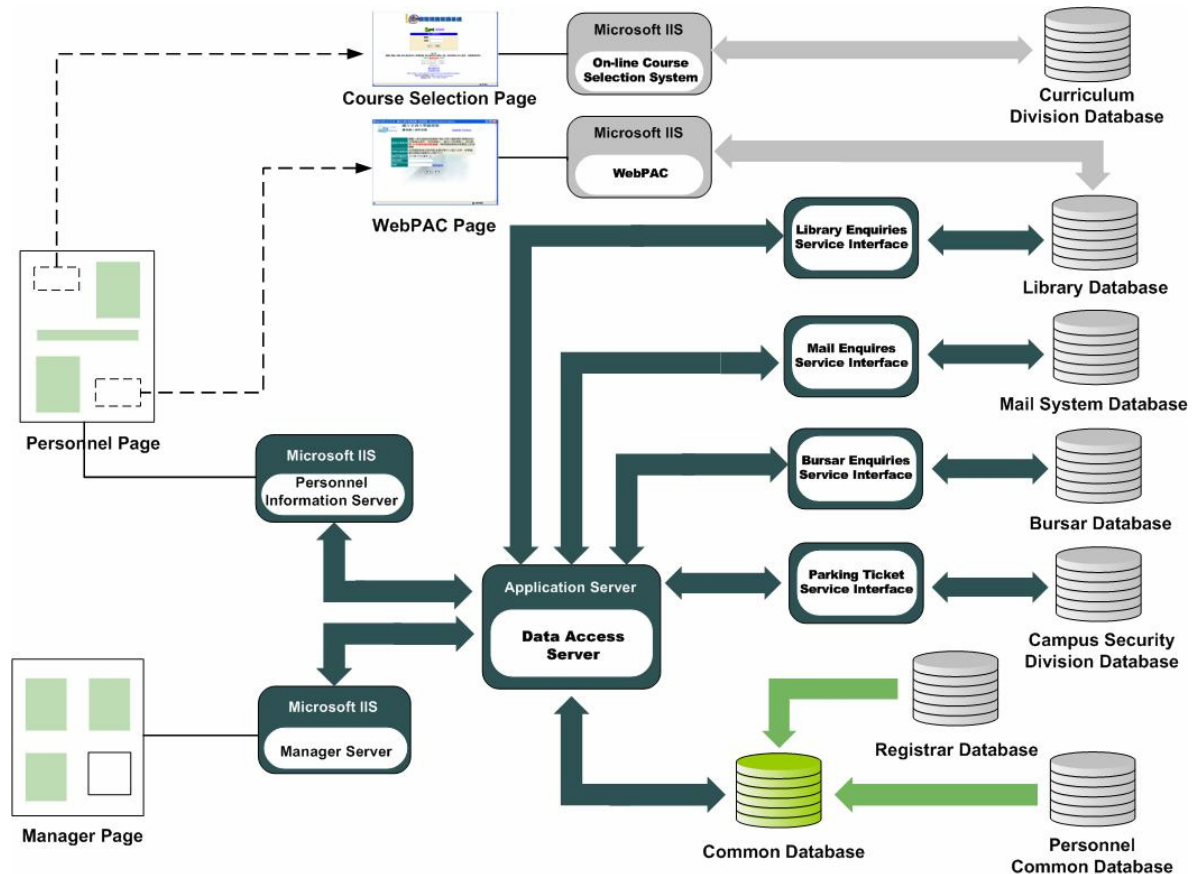 Microsoft IIS
On-line Course
Selection System
Course Selection Page
Curriculum
Division Database
Microsoft IIS
WebPAC
WebPAC Page
Library Enquiries
Service Interface
Library Database
Mail Enquires
Service Interface
Mail System Database
Personnel Page
Microsoft IIS
Personnel
Information Server
Bursar Enquiries
Service Interface
Bursar Database
Application Server
Data Access
Server
Parking Ticket
Service Interface
Campus Security
Division Database
Microsoft IIS
Manager Server
Manager Page
Registrar Database
Common Database
Personnel
Common Database